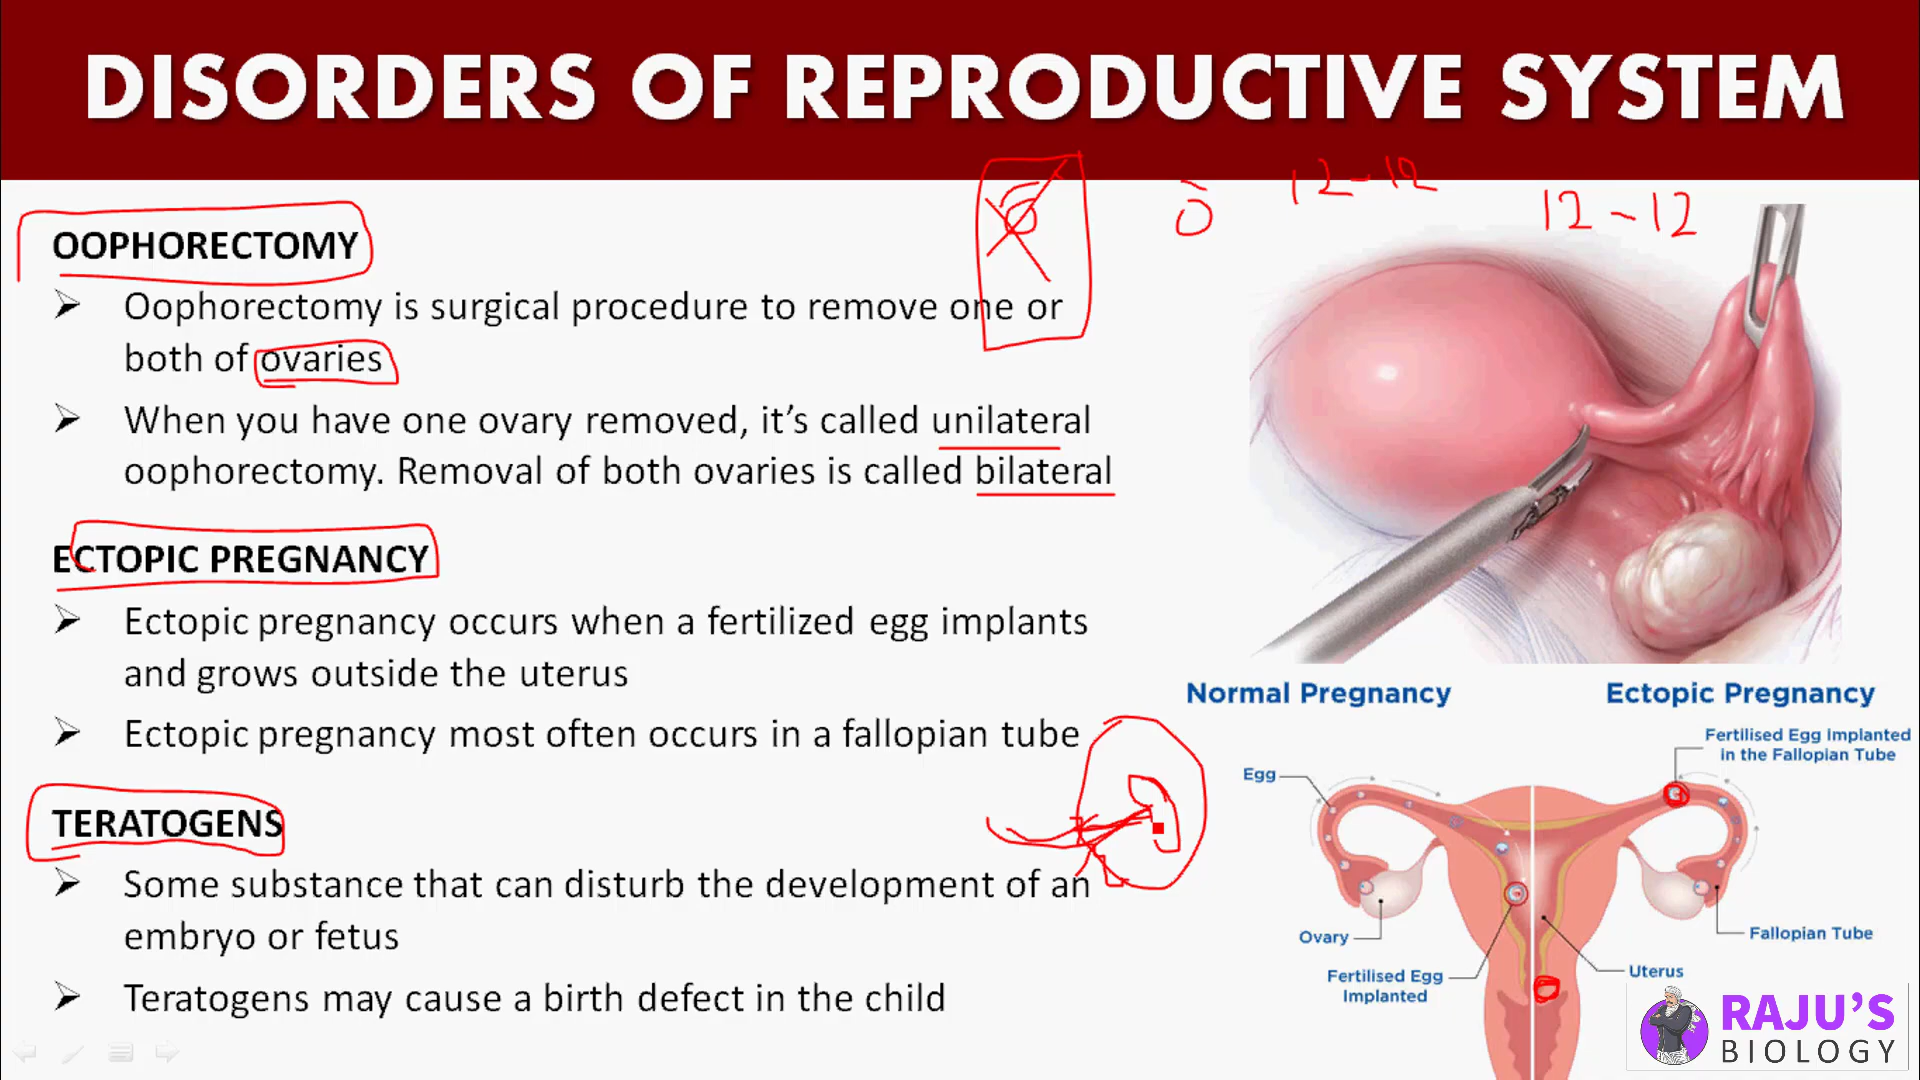 DISORDERS OF REPRODUCTIVE SYSTEM
12-12
12-12
OOPHORECTOMY
➤ Oophorectomy is surgical procedure to remove one or
both of ovaries
➤ When you have one ovary removed, it's called unilateral
oophorectomy. Removal of both ovaries is called bilateral
ECTOPIC PREGNANCY
➤ Ectopic pregnancy occurs when a fertilized egg implants
and grows outside the uterus
➤ Ectopic pregnancy most often occurs in a fallopian tube
TERATOGENS
➤ Some substance that can disturb the development of an
embryo or fetus
➤ Teratogens may cause a birth defect in the child
Normal Pregnancy
Ectopic Pregnancy
Fertilised Egg Implanted
in the Fallopian Tube
Egg
Ovary
Fallopian Tube
Fertilised Egg
Implanted
Uterus
RAJU'S
BIOLOGY